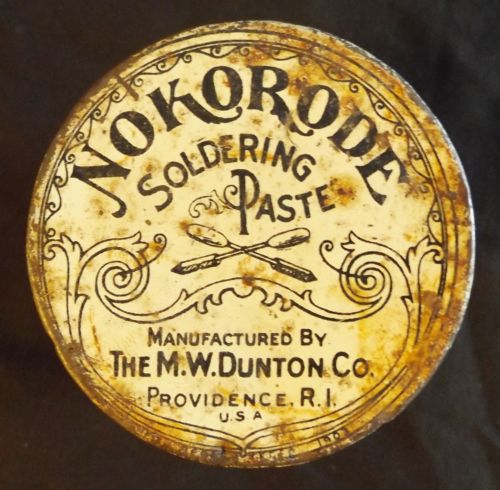 NOKORODE
SOLDERING
PASTE
MANUFACTURED BY
THE M.W. DUNTON CO.
PROVIDENCE, R.I.
U.S.A